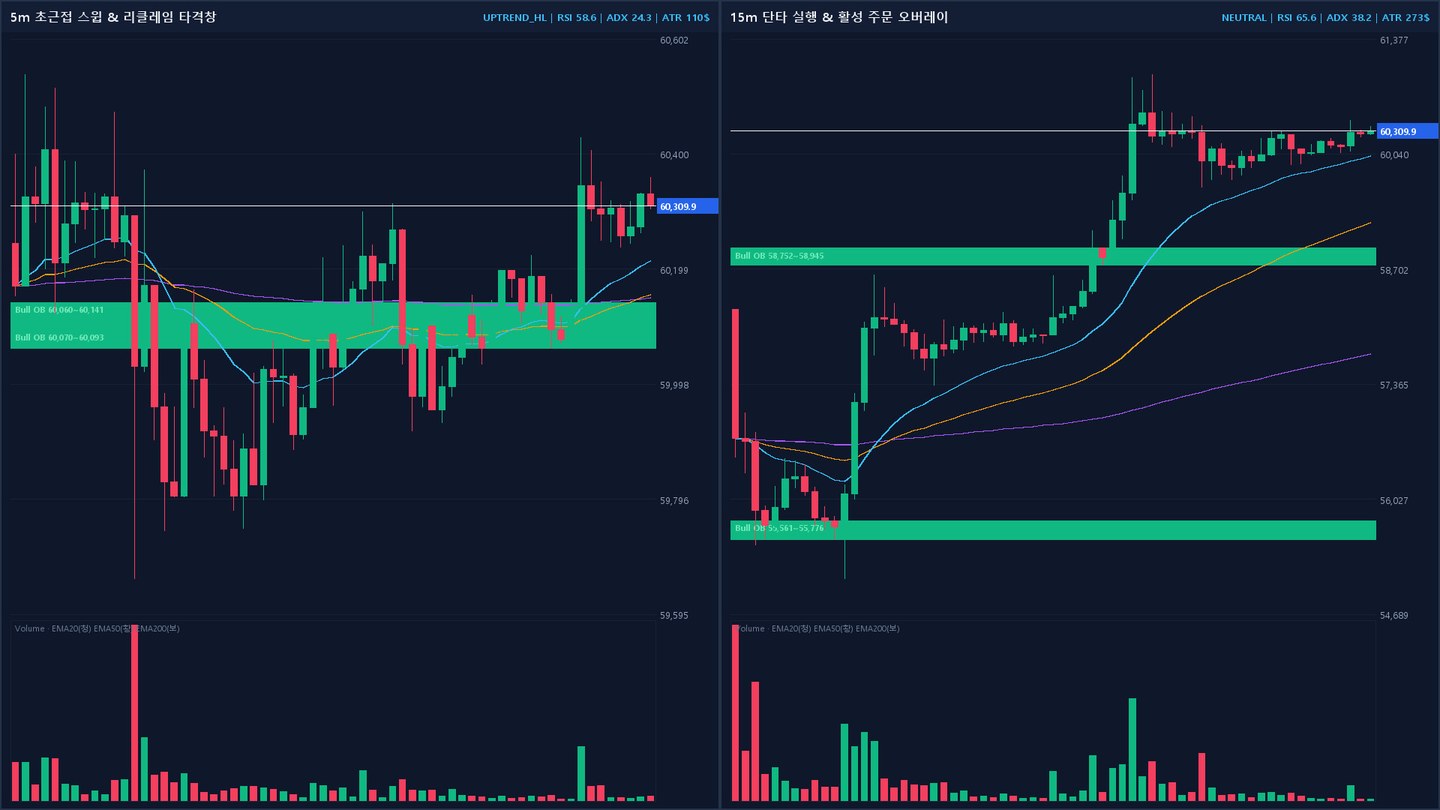 5m 초근접 스윕 & 리클레임 타격창
UPTREND_HL | RSI 58.6 | ADX 24.3 | ATR 110$
60,602
60,400
60,309.9
60,199
Bull OB 60,060~60,141
Bull OB 60,070~60,093
59,998
59,796
59,595
Volume · EMA20(청) EMA50(황) EMA200(보)
15m 단타 실행 & 활성 주문 오버레이
NEUTRAL | RSI 65.6 | ADX 38.2 | ATR 273$
61,377
60,309.9
60,040
Bull OB 58,752~58,945
58,702
57,365
56,027
Bull OB 55,561~55,776
54,689
Volume · EMA20(청) EMA50(황) EMA200(보)